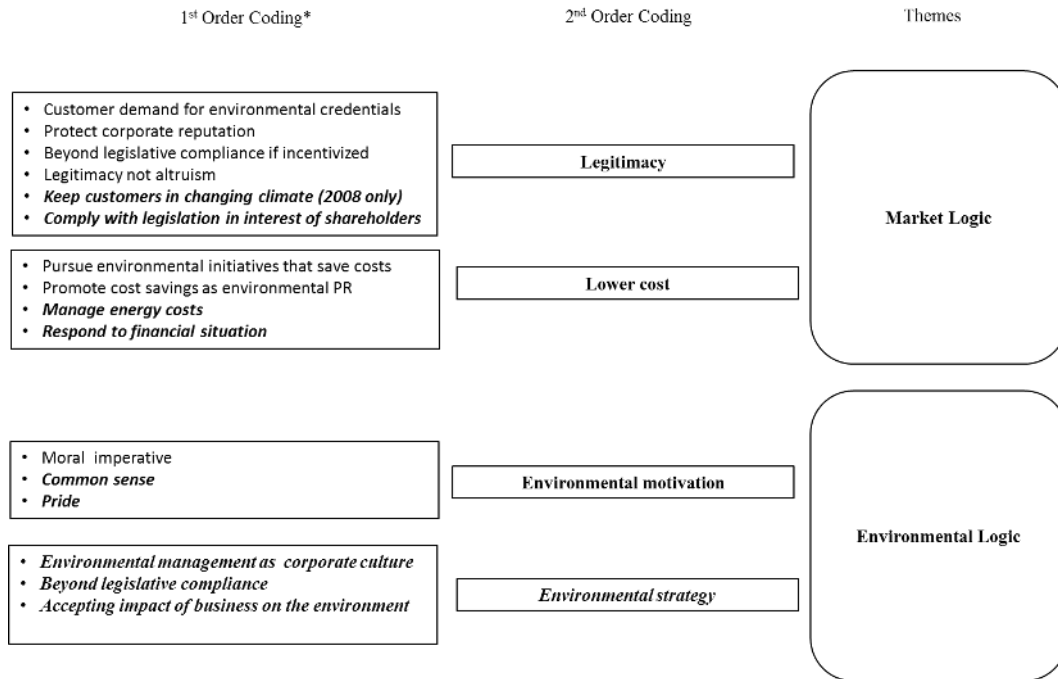 1st Order Coding*
2nd Order Coding
Themes
• Customer demand for environmental credentials
• Protect corporate reputation
• Beyond legislative compliance if incentivized
• Legitimacy not altruism
• Keep customers in changing climate (2008 only)
• Comply with legislation in interest of shareholders
Legitimacy
Market Logic
• Pursue environmental initiatives that save costs
• Promote cost savings as environmental PR
• Manage energy costs
• Respond to financial situation
Lower cost
• Moral imperative
• Common sense
• Pride
Environmental motivation
Environmental Logic
• Environmental management as corporate culture
• Beyond legislative compliance
• Accepting impact of business on the environment
Environmental strategy